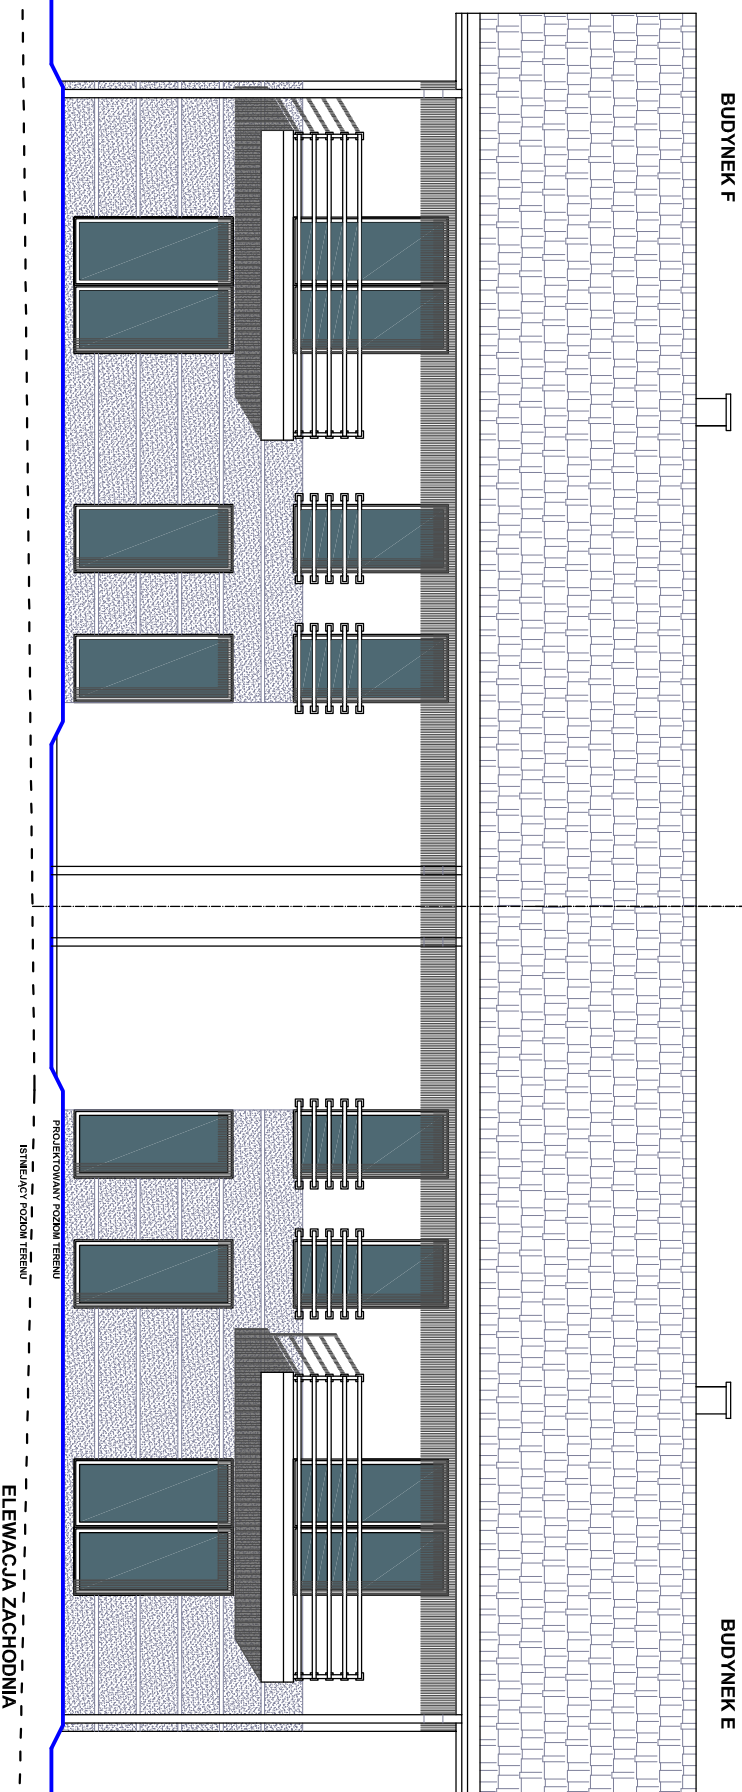 BUDYNEK F
BUDYNEK E
PROJEKTOWANY POZIOM TERENU
ISTNIEJĄCY POZIOM TERENU
ELEWACJA ZACHODNIA